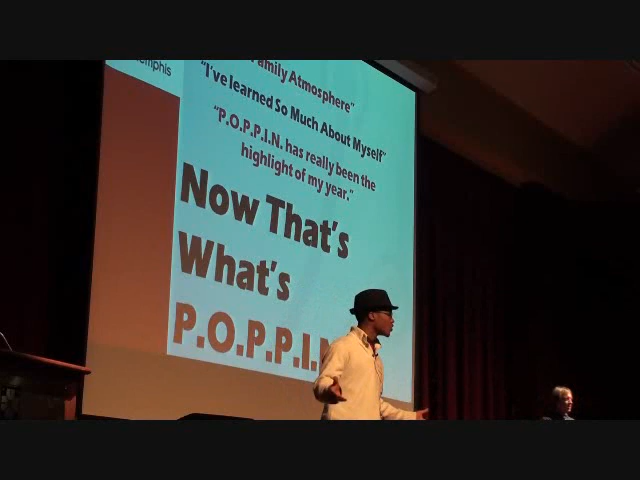 Family Atmosphere"
"I've learned So Much About Myself"
"P.O.P.P.I.N. has really been the
highlight of my year."
Now That's
What's
P.O.P.P.I.